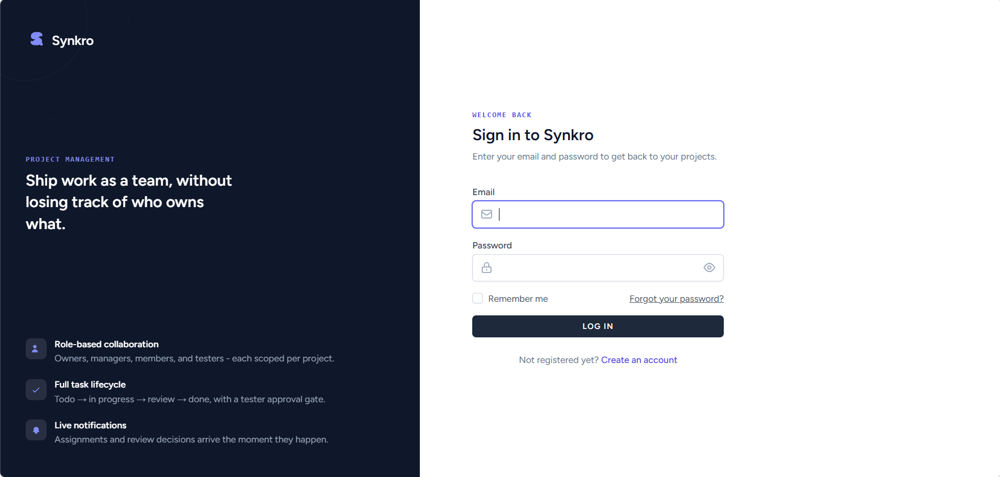 Synkro
PROJECT MANAGEMENT
Ship work as a team, without
losing track of who owns
what.
Role-based collaboration
Owners, managers, members, and testers - each scoped per project.
Full task lifecycle
Todo → in progress → review → done, with a tester approval gate.
Live notifications
Assignments and review decisions arrive the moment they happen.
WELCOME BACK
Sign in to Synkro
Enter your email and password to get back to your projects.
Email
Password
Remember me
Forgot your password?
LOG IN
Not registered yet? Create an account